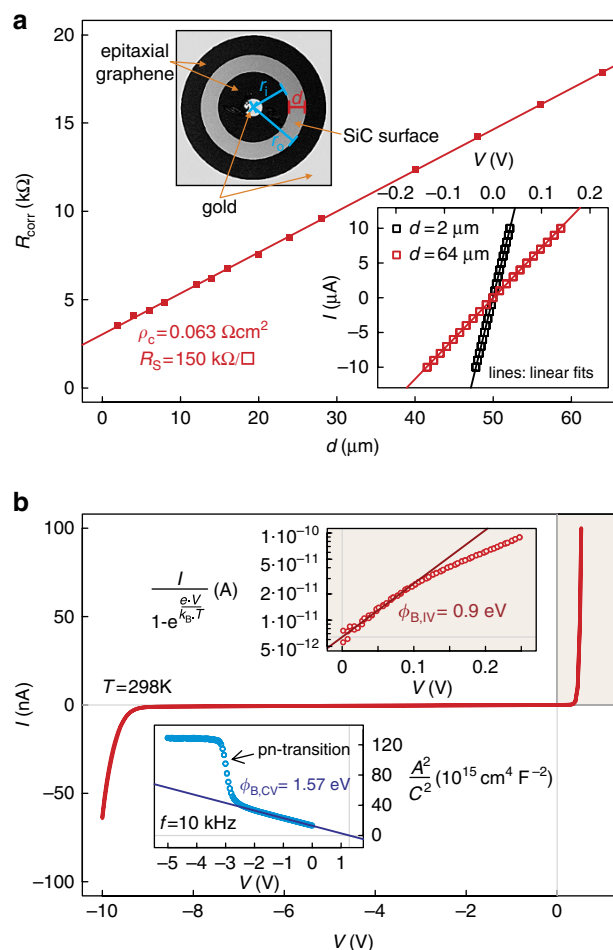 a
epitaxial
graphene
r_i
d
r_o
SiC surface
gold
V (V)
−0.2 −0.1 0.0 0.1 0.2
d = 2 μm
d = 64 μm
I (μA)
10
5
0
−5
−10
lines: linear fits
R_corr (kΩ)
20
15
10
5
0
ρ_c = 0.063 Ωcm²
R_S = 150 kΩ/□
0 10 20 30 40 50 60
d (μm)
b
I (nA)
100
50
0
−50
−100
I / 1-e^(e·V / k_B·T) (A)
1·10⁻¹⁰
5·10⁻¹¹
2·10⁻¹¹
1·10⁻¹¹
5·10⁻¹²
ϕ_B,IV = 0.9 eV
0 0.1 0.2
V (V)
T=298K
pn-transition
ϕ_B,CV = 1.57 eV
f=10 kHz
120
80
40
0
A²/C² (10¹⁵ cm⁴ F⁻²)
−5 −4 −3 −2 −1 0 1
V (V)
−10 −8 −6 −4 −2 0
V (V)